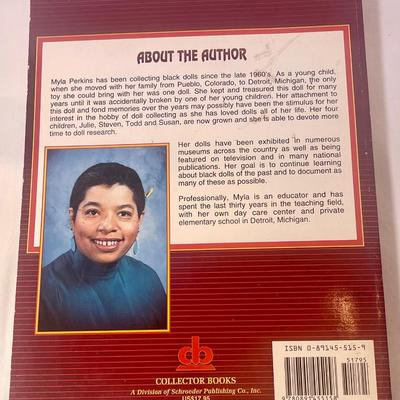 ABOUT THE AUTHOR
Myla Perkins has been collecting black dolls since the late 1960's. As a young child,
when she moved with her family from Pueblo, Colorado, to Detroit, Michigan, the only
toy she could bring with her was one doll. She kept and treasured this doll for many
years until it was accidentally broken by one of her young children. Her attachment to
this doll and fond memories over the years may possibly have been the stimulus for her
interest in the hobby of doll collecting as she has loved dolls all of her life. Her four
children, Julie, Steven, Todd and Susan, are now grown and she is able to devote more
time to doll research.
Her dolls have been exhibited in numerous
museums across the country as well as being
featured on television and in many national
publications. Her goal is to continue learning
about black dolls of the past and to document as
many of these as possible.
Professionally, Myla is an educator and has
spent the last thirty years in the teaching field,
with her own day care center and private
elementary school in Detroit, Michigan.
ISBN 0-89145-515-9
51795
9 780891 455158
cb
COLLECTOR BOOKS
A Division of Schroeder Publishing Co., Inc.
US$17.95